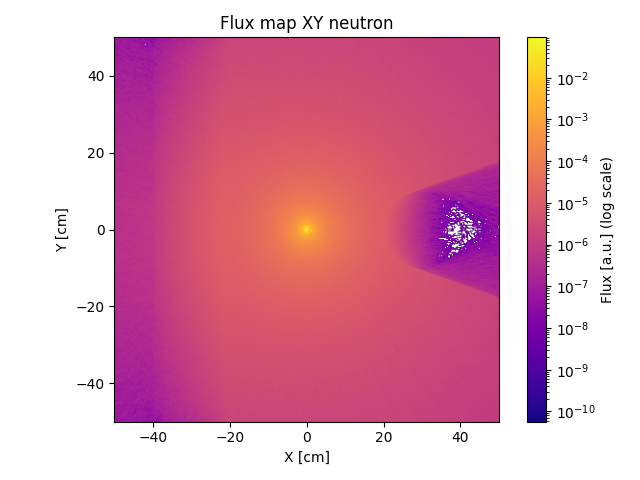 Flux map XY neutron
40
20
0
−20
−40
Y [cm]
−40 −20 0 20 40
X [cm]
10⁻²
10⁻³
10⁻⁴
10⁻⁵
10⁻⁶
10⁻⁷
10⁻⁸
10⁻⁹
10⁻¹⁰
Flux [a.u.] (log scale)